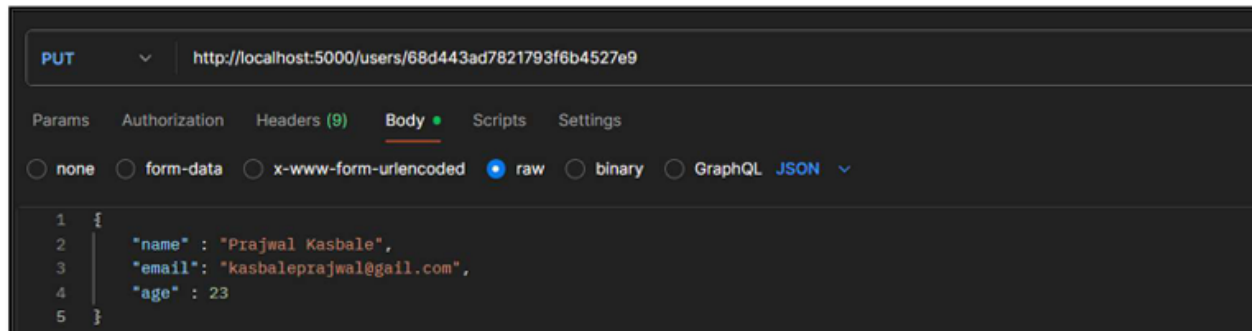 PUT http://localhost:5000/users/68d443ad7821793f6b4527e9
Params Authorization Headers (9) Body Scripts Settings
none form-data x-www-form-urlencoded raw binary GraphQL JSON
1 {
2 "name" : "Prajwal Kasbale",
3 "email": "kasbaleprajwal@gail.com",
4 "age" : 23
5 }